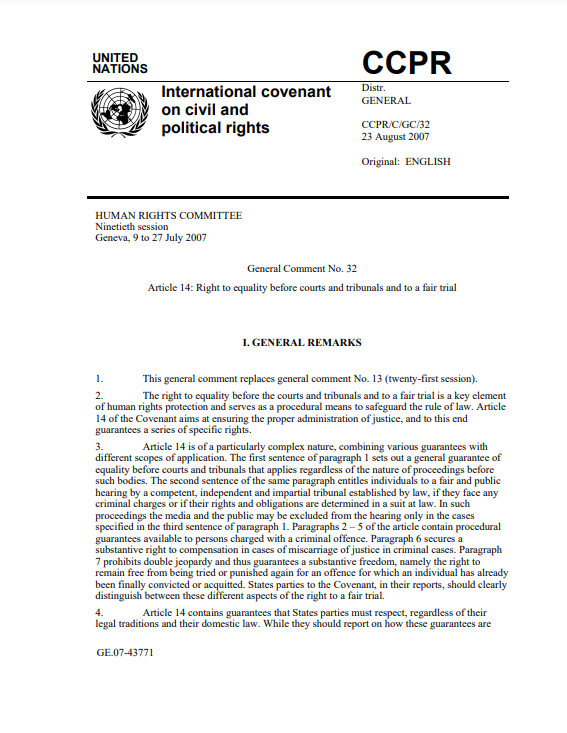 UNITED
NATIONS
CCPR
International covenant
on civil and
political rights
Distr.
GENERAL
CCPR/C/GC/32
23 August 2007
Original: ENGLISH
HUMAN RIGHTS COMMITTEE
Ninetieth session
Geneva, 9 to 27 July 2007
General Comment No. 32
Article 14: Right to equality before courts and tribunals and to a fair trial
I. GENERAL REMARKS
1. This general comment replaces general comment No. 13 (twenty-first session).
2. The right to equality before the courts and tribunals and to a fair trial is a key element
of human rights protection and serves as a procedural means to safeguard the rule of law. Article
14 of the Covenant aims at ensuring the proper administration of justice, and to this end
guarantees a series of specific rights.
3. Article 14 is of a particularly complex nature, combining various guarantees with
different scopes of application. The first sentence of paragraph 1 sets out a general guarantee of
equality before courts and tribunals that applies regardless of the nature of proceedings before
such bodies. The second sentence of the same paragraph entitles individuals to a fair and public
hearing by a competent, independent and impartial tribunal established by law, if they face any
criminal charges or if their rights and obligations are determined in a suit at law. In such
proceedings the media and the public may be excluded from the hearing only in the cases
specified in the third sentence of paragraph 1. Paragraphs 2 – 5 of the article contain procedural
guarantees available to persons charged with a criminal offence. Paragraph 6 secures a
substantive right to compensation in cases of miscarriage of justice in criminal cases. Paragraph
7 prohibits double jeopardy and thus guarantees a substantive freedom, namely the right to
remain free from being tried or punished again for an offence for which an individual has already
been finally convicted or acquitted. States parties to the Covenant, in their reports, should clearly
distinguish between these different aspects of the right to a fair trial.
4. Article 14 contains guarantees that States parties must respect, regardless of their
legal traditions and their domestic law. While they should report on how these guarantees are
GE.07-43771